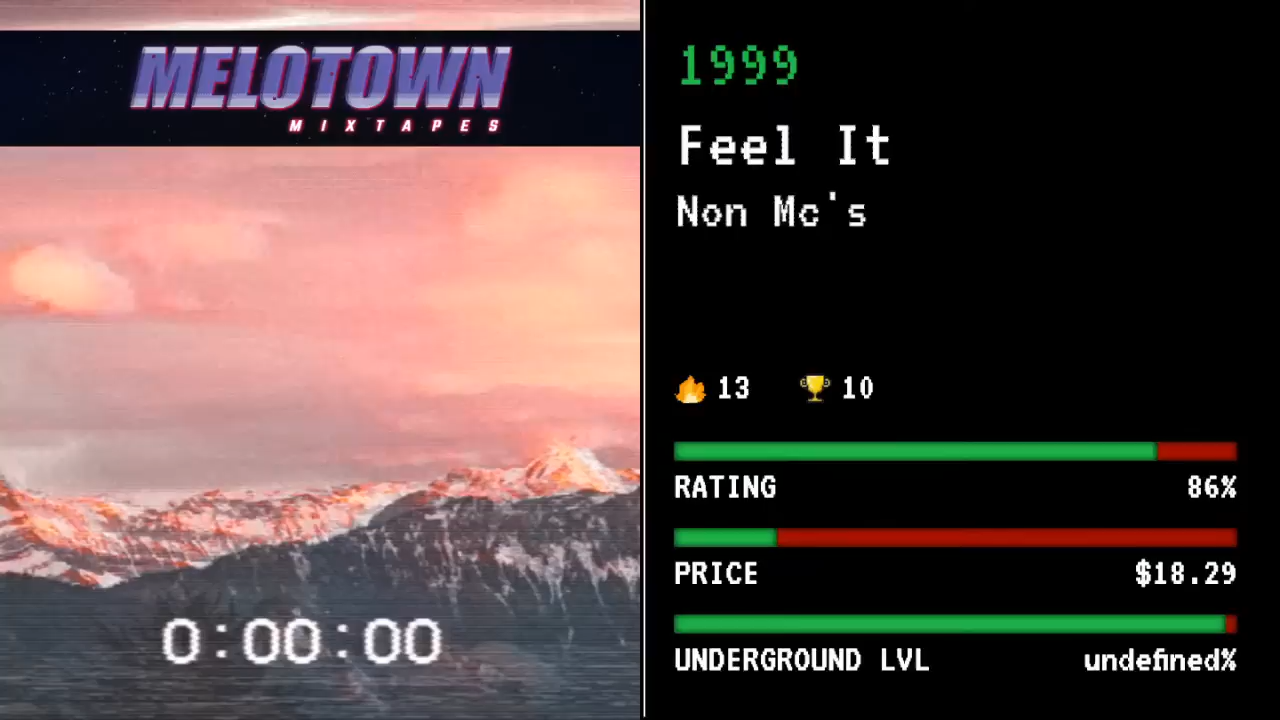 MELOTOWN
MIXTAPES
0:00:00
1999
Feel It
Non Mc's
13 10
RATING 86%
PRICE $18.29
UNDERGROUND LVL undefined%